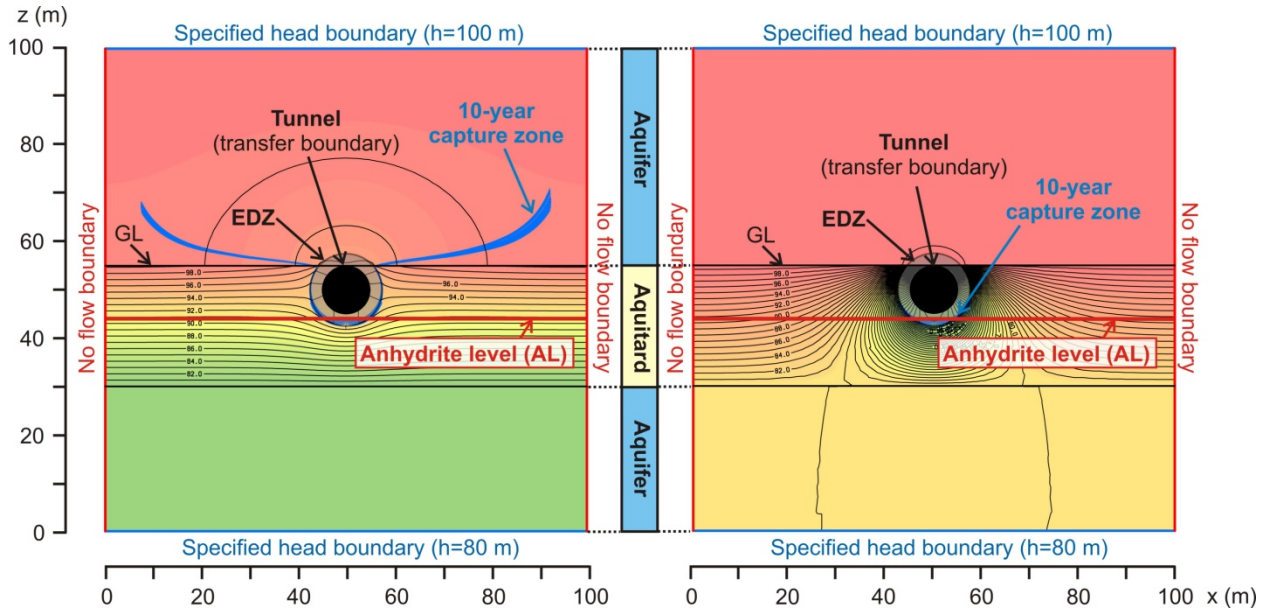 z (m)
100
80
60
40
20
0
Specified head boundary (h=100 m)
10-year
capture zone
Tunnel
(transfer boundary)
EDZ
GL
No flow boundary
No flow boundary
98.0
96.0
94.0
92.0
90.0
88.0
86.0
84.0
82.0
96.0
94.0
Anhydrite level (AL)
Specified head boundary (h=80 m)
0 20 40 60 80 100
Aquifer
Aquitard
Aquifer
Specified head boundary (h=100 m)
Tunnel
(transfer boundary)
10-year
capture zone
EDZ
GL
No flow boundary
No flow boundary
98.0
96.0
94.0
92.0
90.0
88.0
86.0
84.0
82.0
Anhydrite level (AL)
Specified head boundary (h=80 m)
0 20 40 60 80 100 x (m)